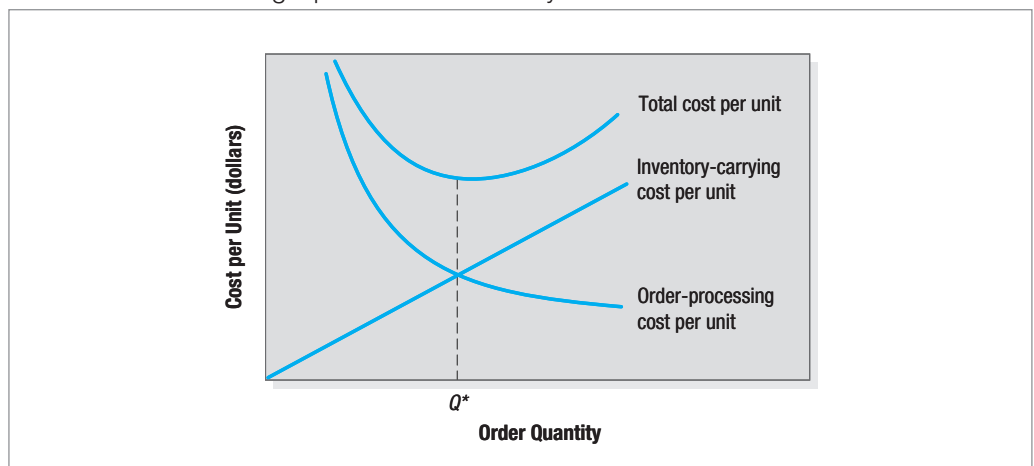 Total cost per unit
Inventory-carrying
cost per unit
Order-processing
cost per unit
Cost per Unit (dollars)
Q*
Order Quantity